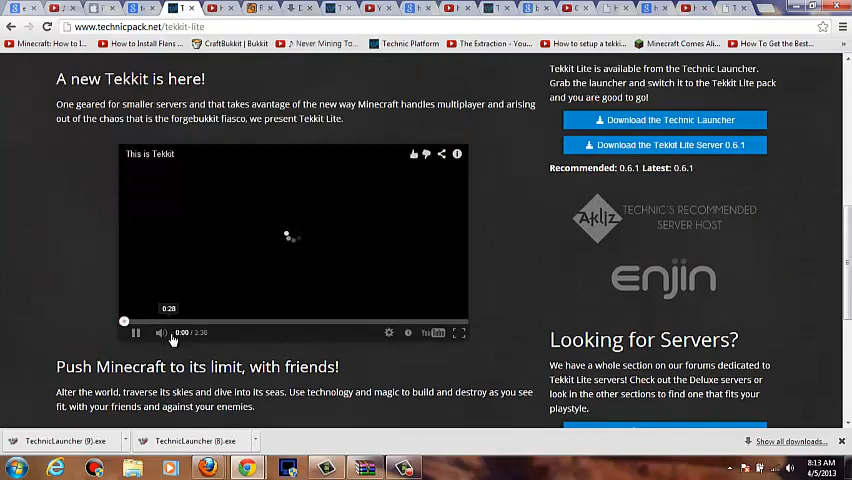 www.technicpack.net/tekkit-lite
Minecraft: How to I...
How to Install Flans ...
CraftBukkit | Bukkit
Never Mining To...
Technic Platform
The Extraction - You...
How to setup a tekki...
Minecraft Comes Ali...
How To Get the Best...
A new Tekkit is here!
One geared for smaller servers and that takes avantage of the new way Minecraft handles multiplayer and arising
out of the chaos that is the forgebukkit fiasco, we present Tekkit Lite.
This is Tekkit
0:28
0:00 / 3:36
You Tube
Push Minecraft to its limit, with friends!
Alter the world, traverse its skies and dive into its seas. Use technology and magic to build and destroy as you see
fit, with your friends and against your enemies.
Tekkit Lite is available from the Technic Launcher.
Grab the launcher and switch it to the Tekkit Lite pack
and you are good to go!
Download the Technic Launcher
Download the Tekkit Lite Server 0.6.1
Recommended: 0.6.1 Latest: 0.6.1
AKLIZ
TECHNIC'S RECOMMENDED
SERVER HOST
enjin
Looking for Servers?
We have a whole section on our forums dedicated to
Tekkit Lite servers! Check out the Deluxe servers or
look in the other sections to find one that fits your
playstyle.
TechnicLauncher (9).exe
TechnicLauncher (8).exe
Show all downloads...
8:13 AM
4/5/2013